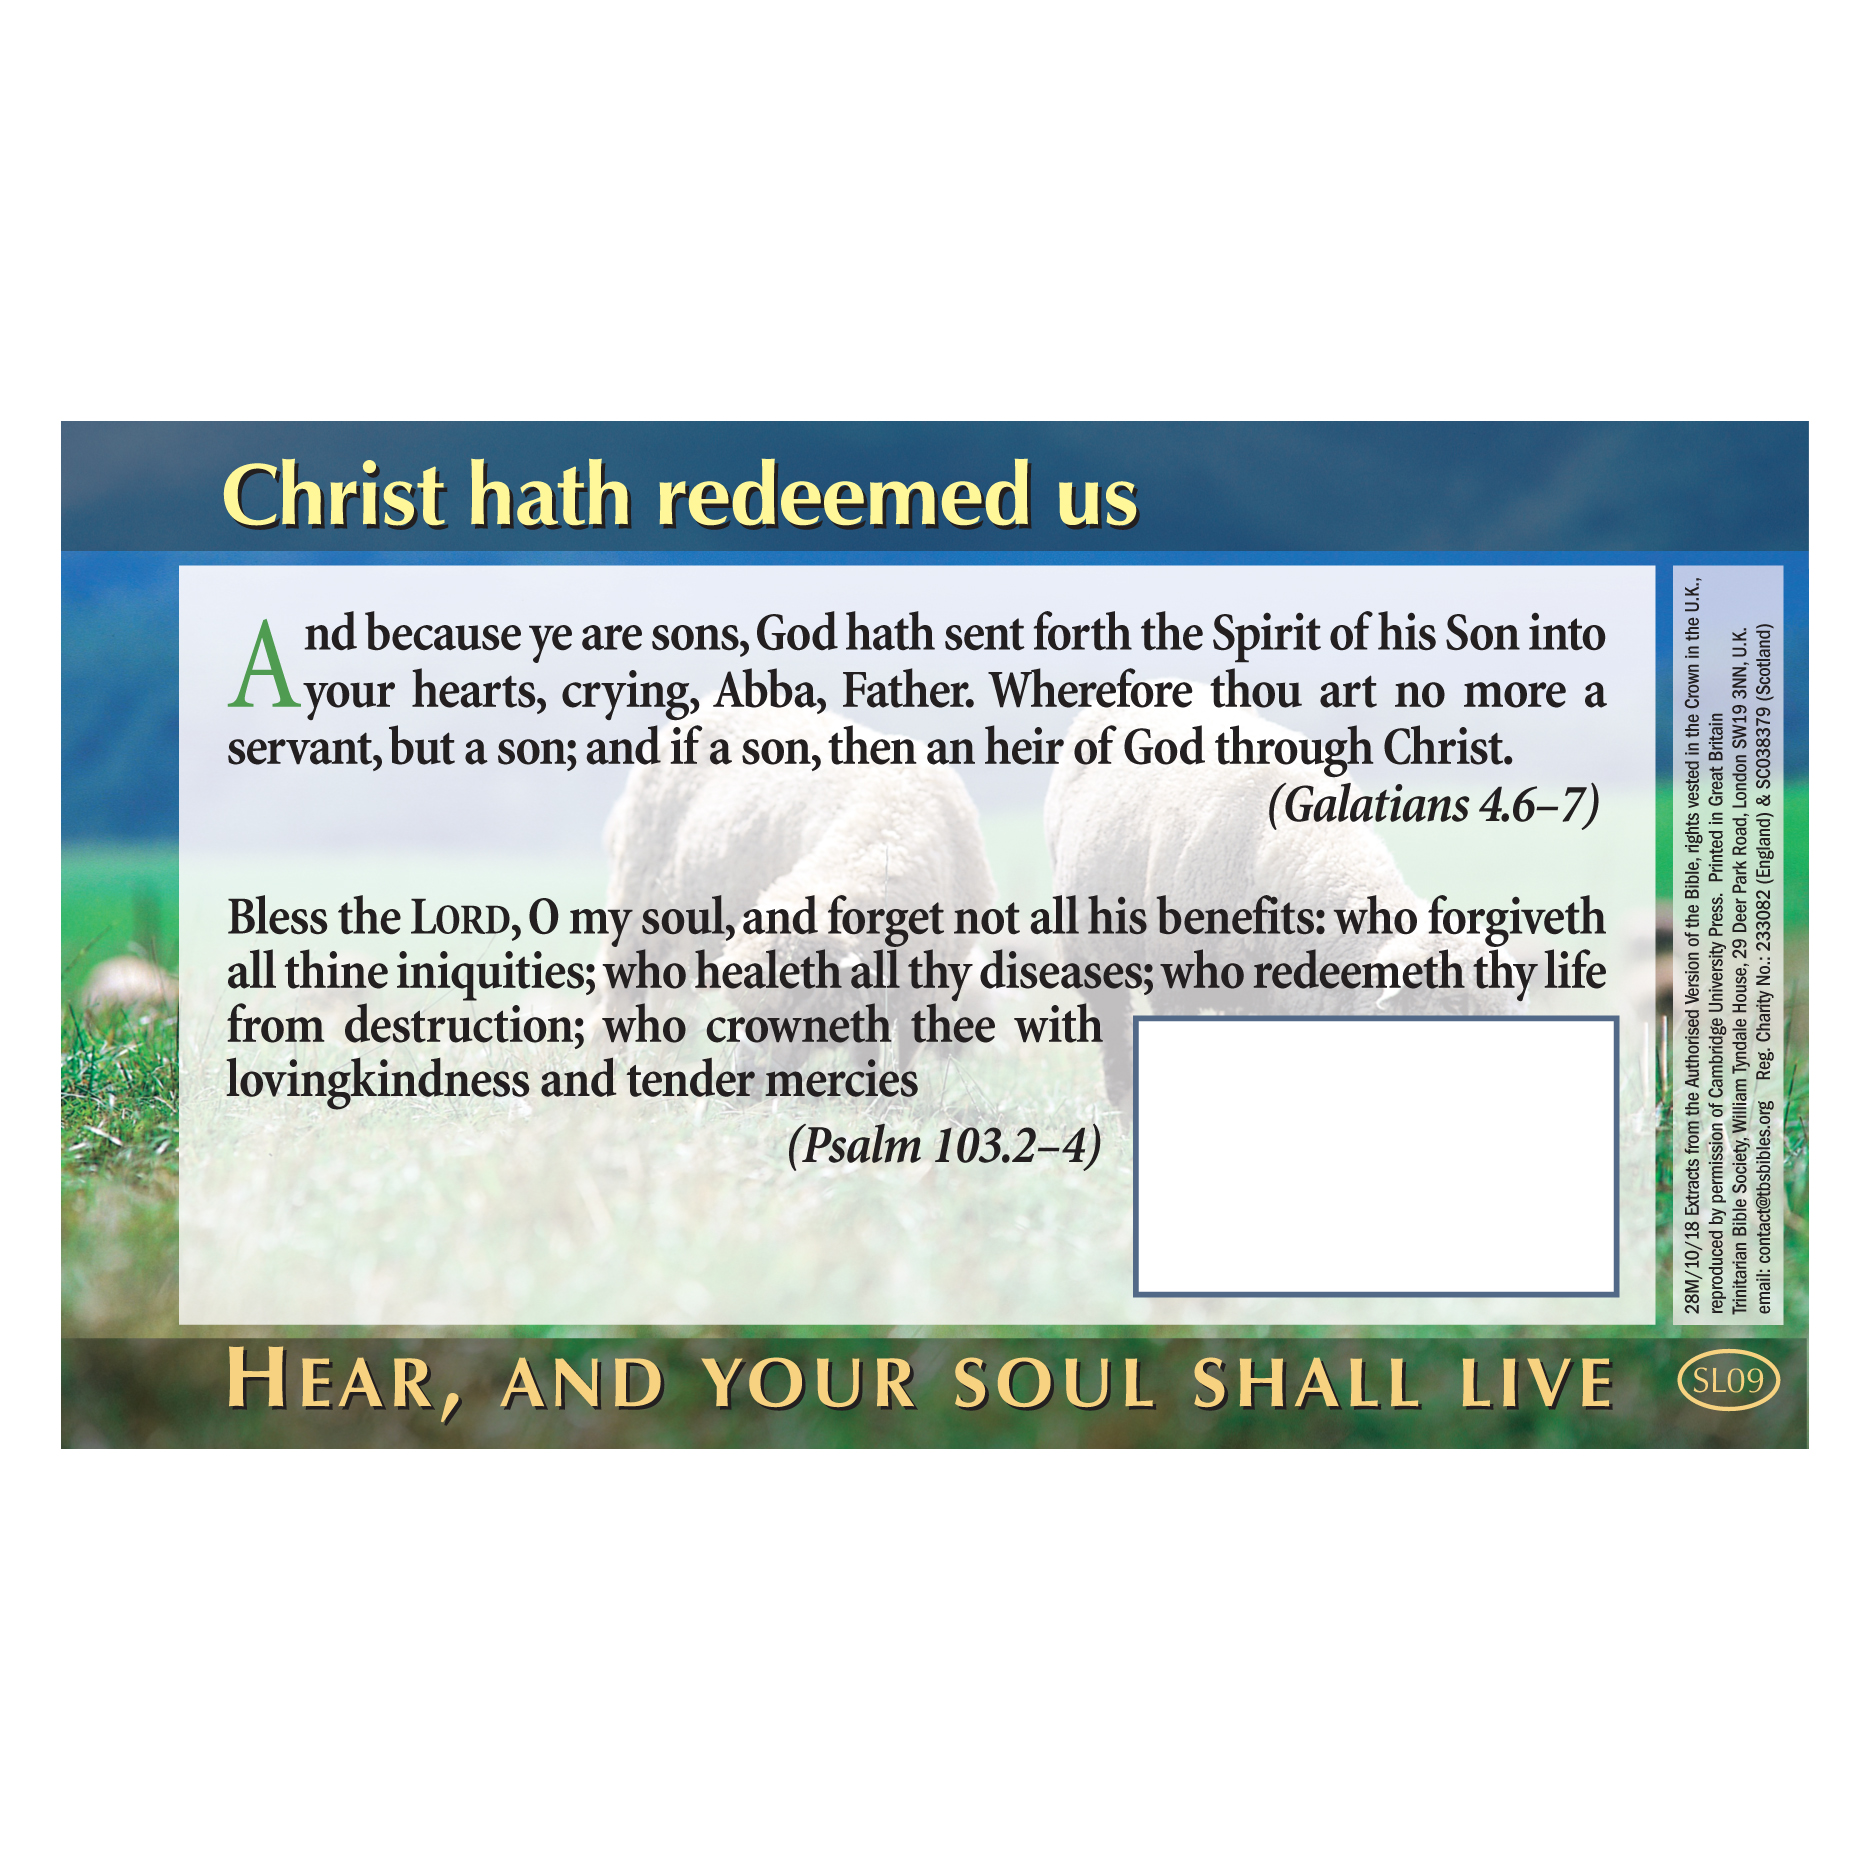 Christ hath redeemed us
And because ye are sons, God hath sent forth the Spirit of his Son into
your hearts, crying, Abba, Father. Wherefore thou art no more a
servant, but a son; and if a son, then an heir of God through Christ.
(Galatians 4.6–7)
Bless the LORD, O my soul, and forget not all his benefits: who forgiveth
all thine iniquities; who healeth all thy diseases; who redeemeth thy life
from destruction; who crowneth thee with
lovingkindness and tender mercies
(Psalm 103.2–4)
28M/10/18 Extracts from the Authorised Version of the Bible, rights vested in the Crown in the U.K.,
reproduced by permission of Cambridge University Press. Printed in Great Britain
Trinitarian Bible Society, William Tyndale House, 29 Deer Park Road, London SW19 3NN, U.K.
email: contact@tbsbibles.org Reg. Charity No.: 233082 (England) & SC038379 (Scotland)
HEAR, AND YOUR SOUL SHALL LIVE
SL09